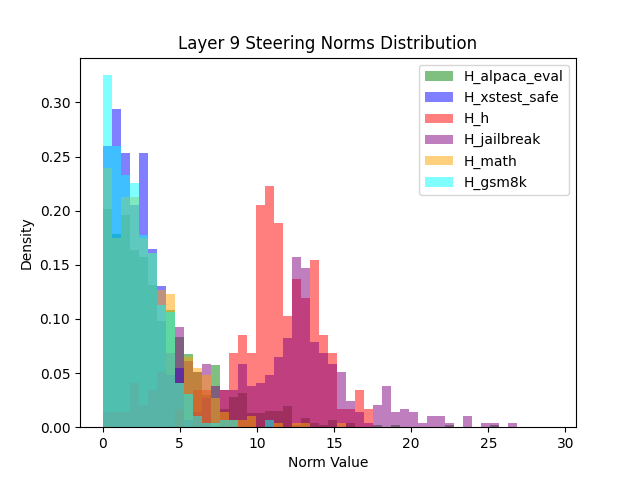 Layer 9 Steering Norms Distribution
H_alpaca_eval
H_xstest_safe
H_h
H_jailbreak
H_math
H_gsm8k
0.30
0.25
0.20
0.15
0.10
0.05
0.00
Density
0 5 10 15 20 25 30
Norm Value